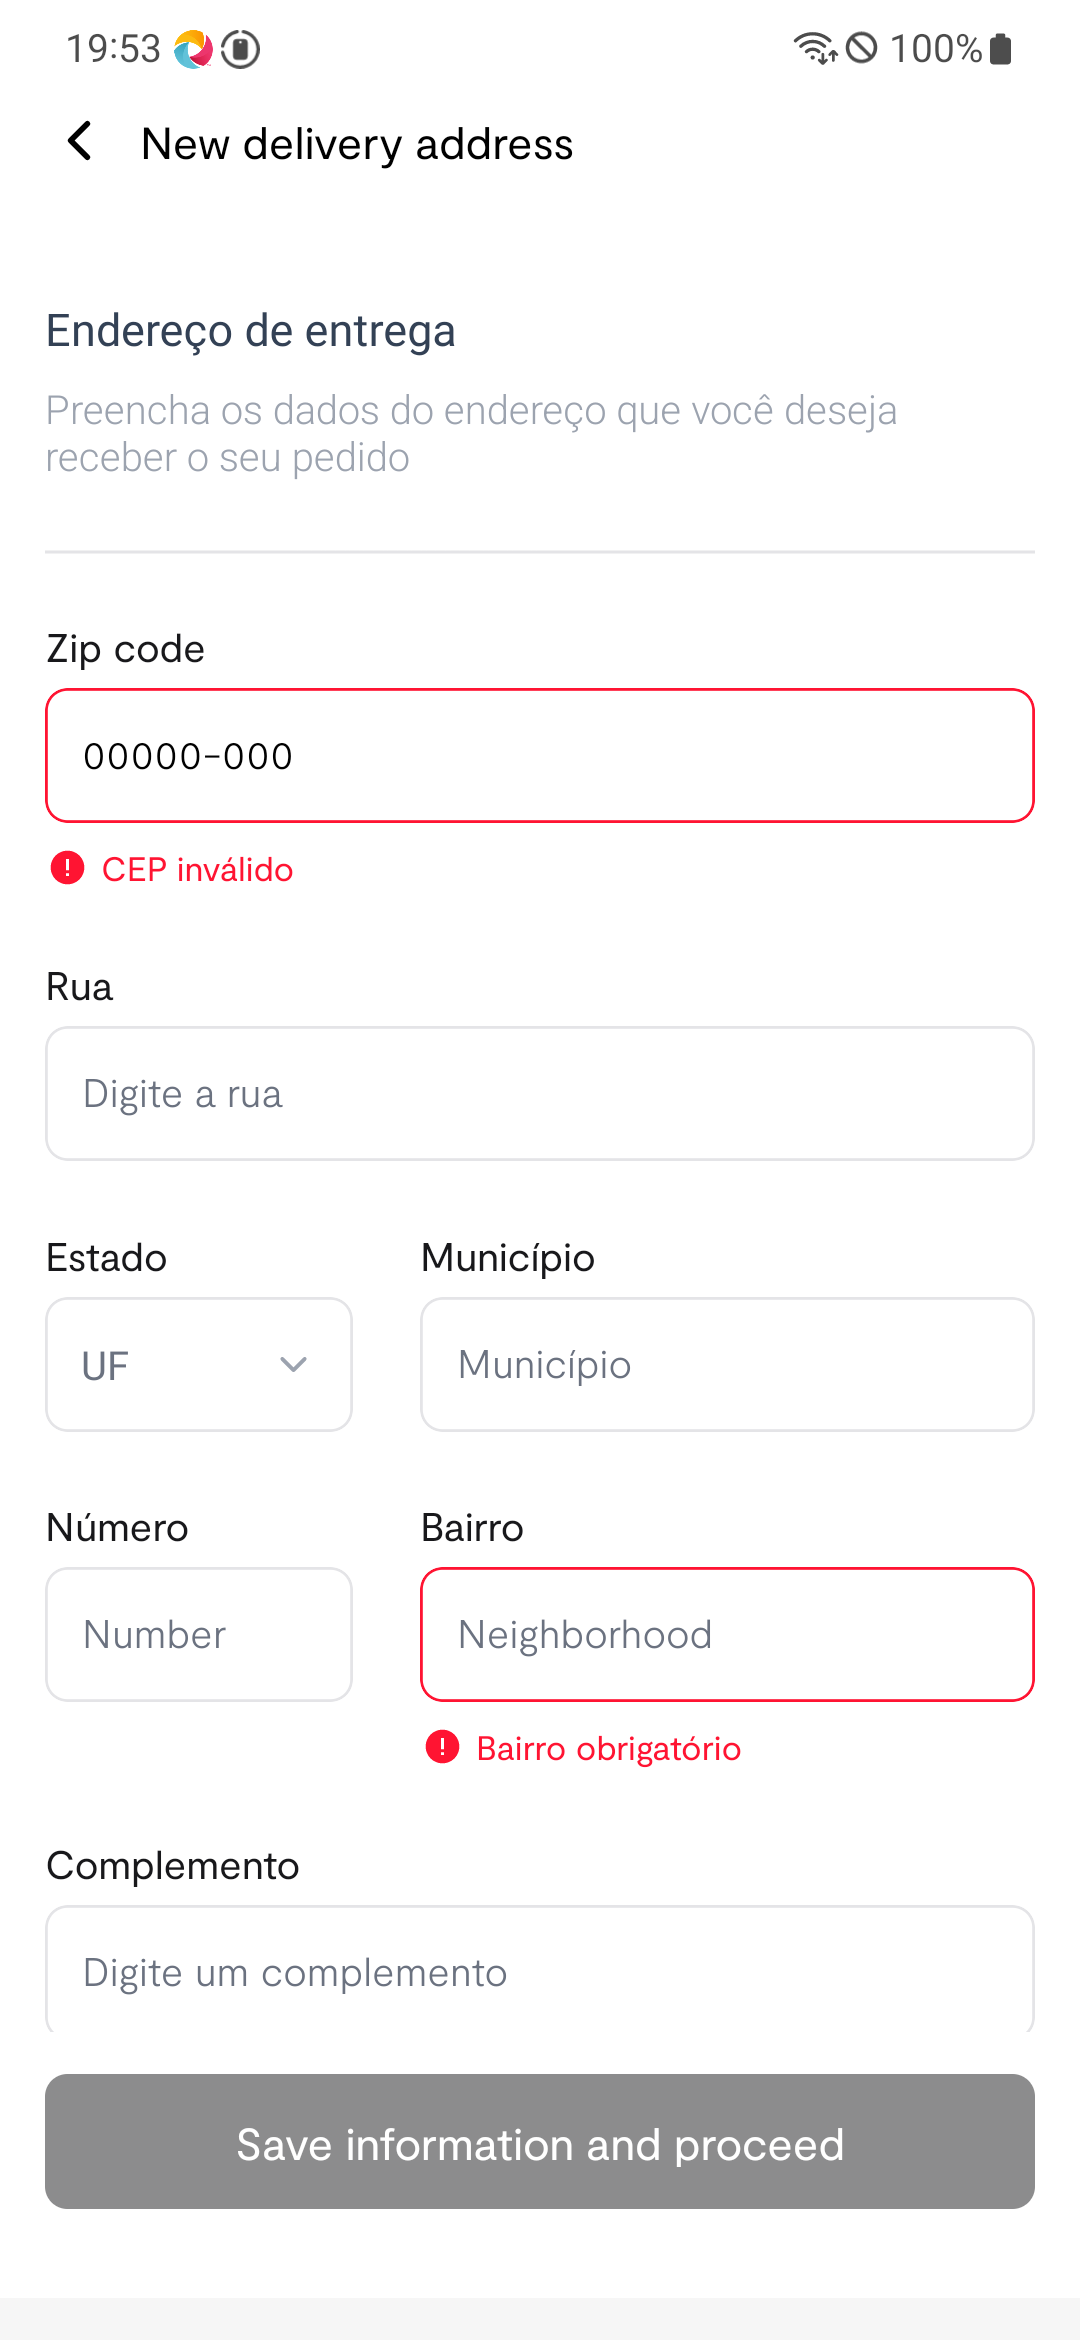 19:53 100%
New delivery address
Endereço de entrega
Preencha os dados do endereço que você deseja
receber o seu pedido
Zip code
00000-000
CEP inválido
Rua
Digite a rua
Estado Município
UF Município
Número Bairro
Number Neighborhood
Bairro obrigatório
Complemento
Digite um complemento
Save information and proceed